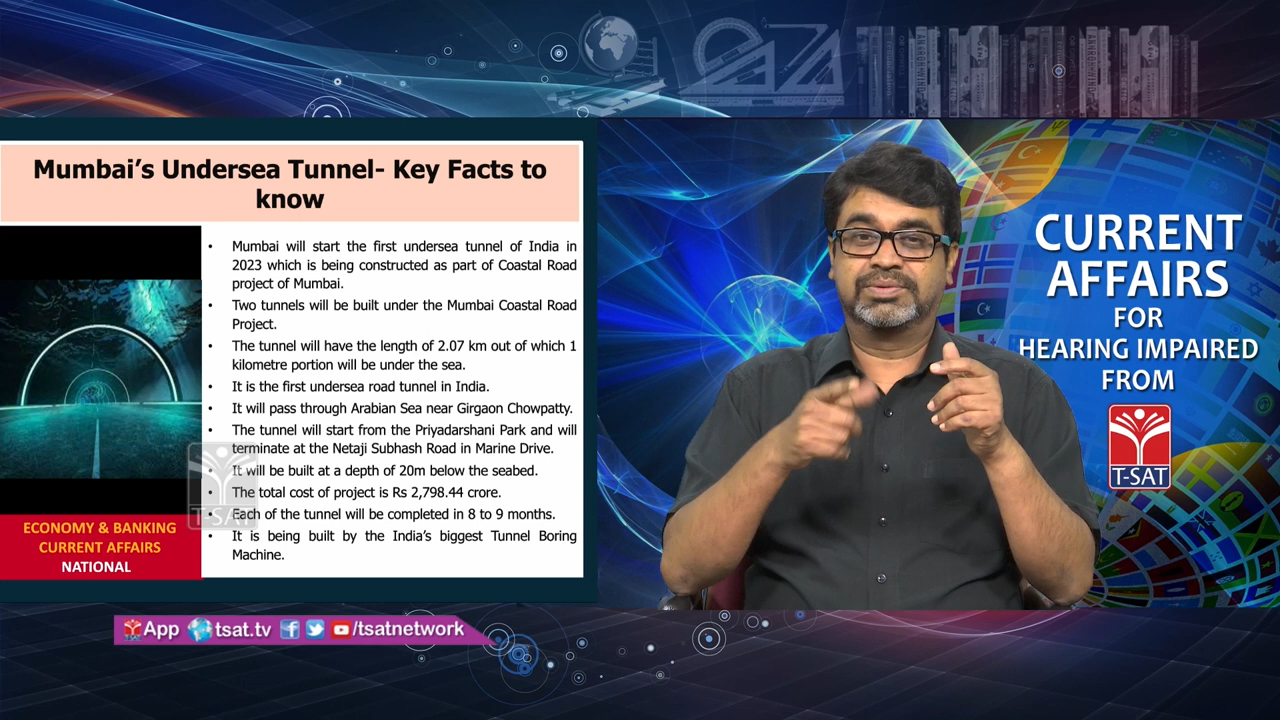 Mumbai's Undersea Tunnel- Key Facts to
know
• Mumbai will start the first undersea tunnel of India in
2023 which is being constructed as part of Coastal Road
project of Mumbai.
• Two tunnels will be built under the Mumbai Coastal Road
Project.
• The tunnel will have the length of 2.07 km out of which 1
kilometre portion will be under the sea.
• It is the first undersea road tunnel in India.
• It will pass through Arabian Sea near Girgaon Chowpatty.
• The tunnel will start from the Priyadarshani Park and will
terminate at the Netaji Subhash Road in Marine Drive.
• It will be built at a depth of 20m below the seabed.
• The total cost of project is Rs 2,798.44 crore.
• Each of the tunnel will be completed in 8 to 9 months.
• It is being built by the India's biggest Tunnel Boring
Machine.
T-SAT
ECONOMY & BANKING
CURRENT AFFAIRS
NATIONAL
CURRENT
AFFAIRS
FOR
HEARING IMPAIRED
FROM
T-SAT
App tsat.tv /tsatnetwork